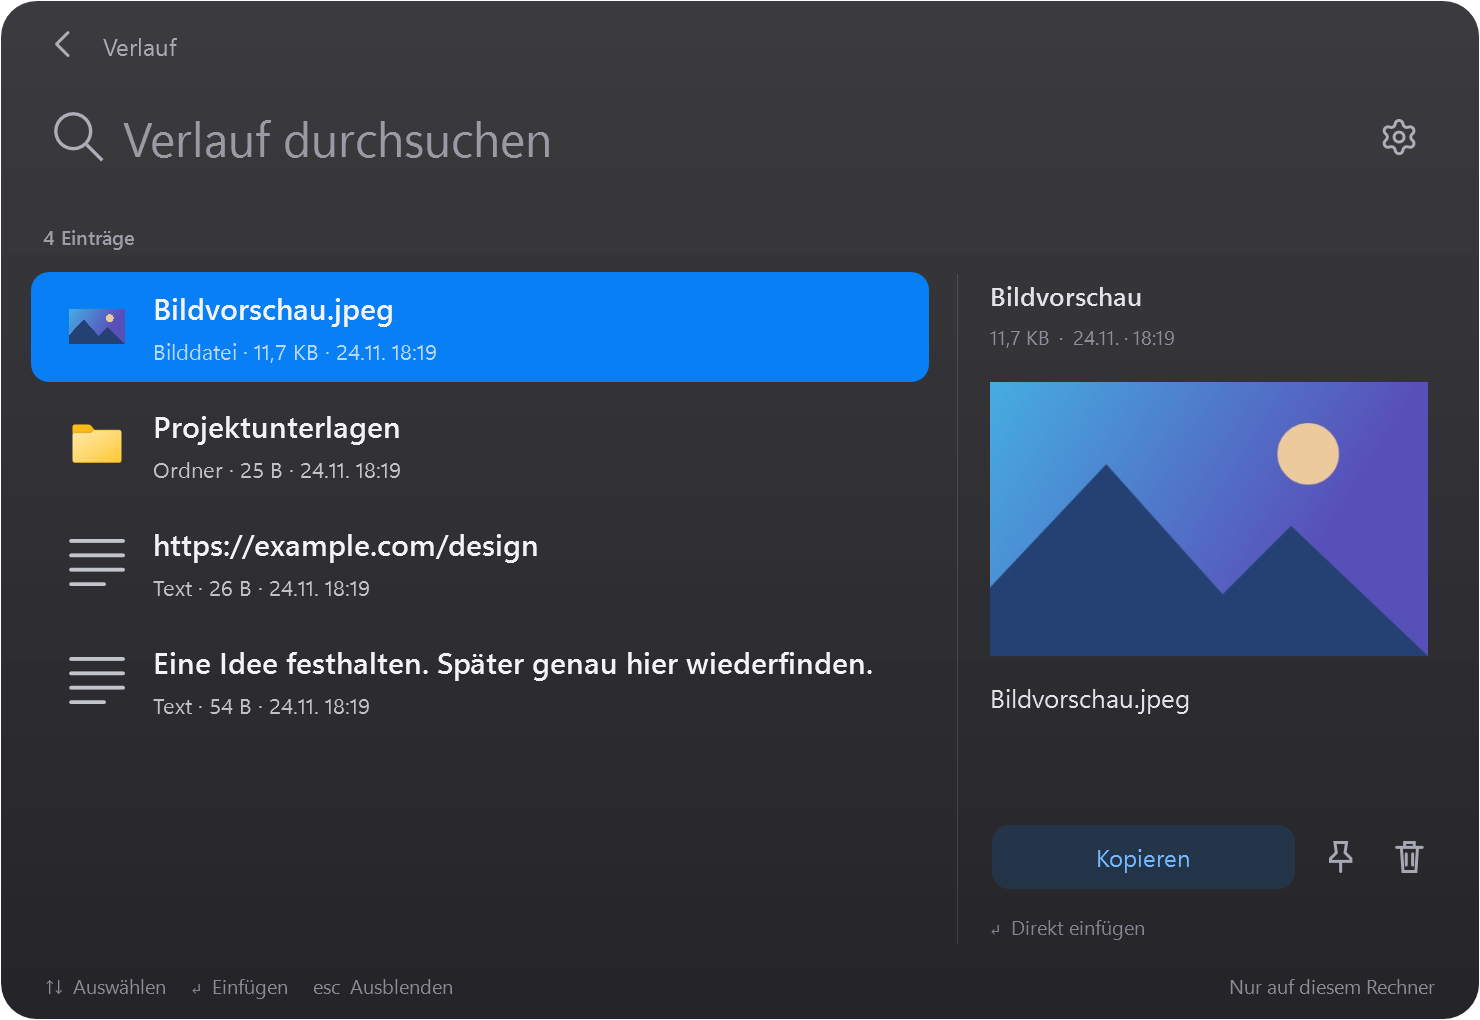 Verlauf
Verlauf durchsuchen
4 Einträge
Bildvorschau.jpeg
Bilddatei · 11,7 KB · 24.11. 18:19
Projektunterlagen
Ordner · 25 B · 24.11. 18:19
https://example.com/design
Text · 26 B · 24.11. 18:19
Eine Idee festhalten. Später genau hier wiederfinden.
Text · 54 B · 24.11. 18:19
Bildvorschau
11,7 KB · 24.11. · 18:19
Bildvorschau.jpeg
Kopieren
↲ Direkt einfügen
↑↓ Auswählen ↲ Einfügen esc Ausblenden
Nur auf diesem Rechner